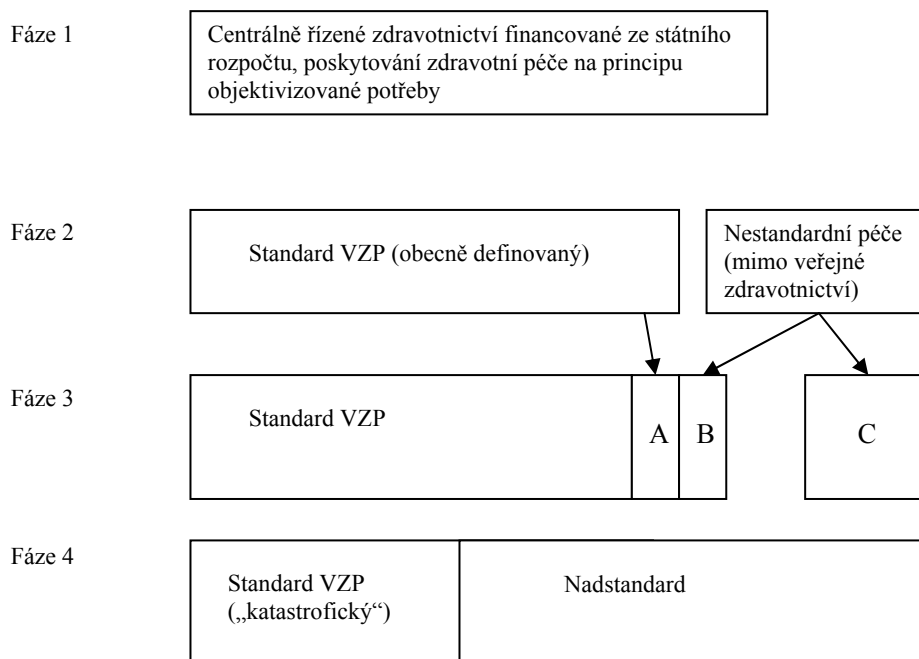 Fáze 1
Centrálně řízené zdravotnictví financované ze státního
rozpočtu, poskytování zdravotní péče na principu
objektivizované potřeby
Fáze 2
Standard VZP (obecně definovaný)
Nestandardní péče
(mimo veřejné
zdravotnictví)
Fáze 3
Standard VZP
A
B
C
Fáze 4
Standard VZP
(„katastrofický“)
Nadstandard